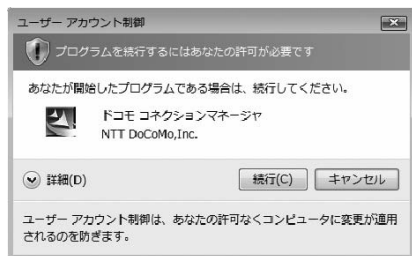 ユーザー アカウント制御
プログラムを続行するにはあなたの許可が必要です
あなたが開始したプログラムである場合は、続行してください。
ドコモ コネクションマネージャ
NTT DoCoMo,Inc.
詳細(D)
続行(C)
キャンセル
ユーザー アカウント制御は、あなたの許可なくコンピュータに変更が適用
されるのを防ぎます。